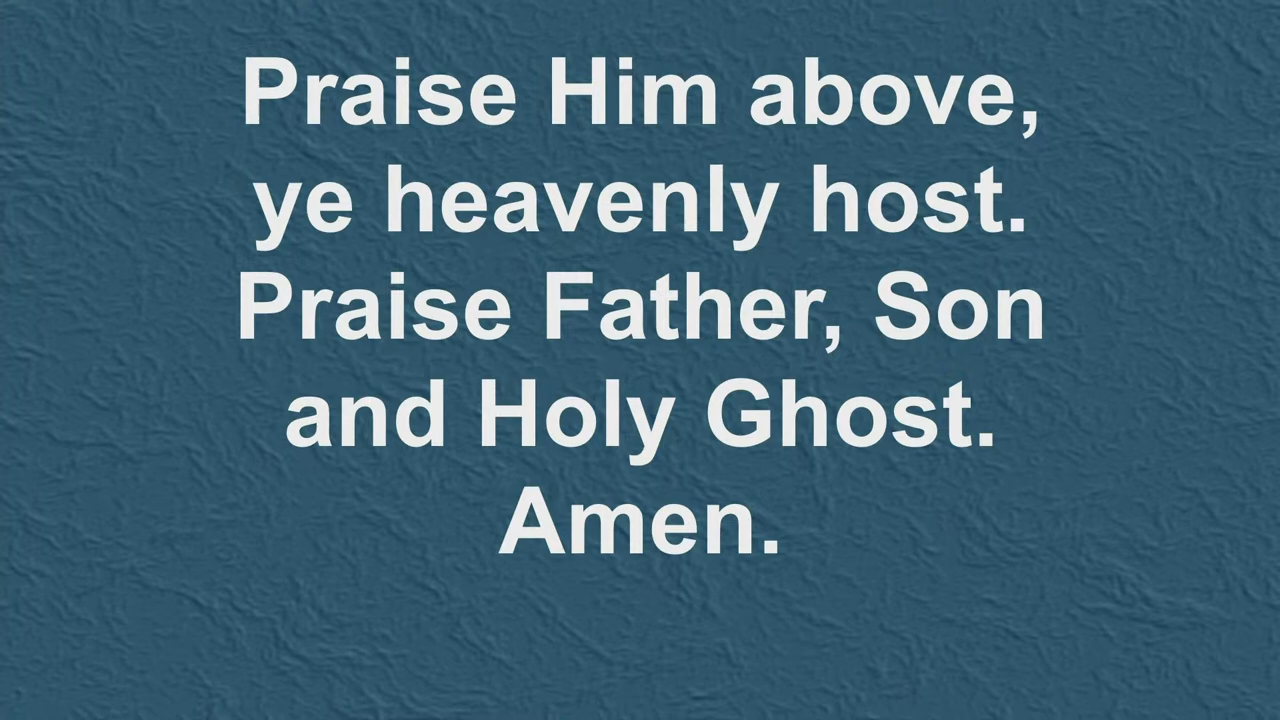 Praise Him above,
ye heavenly host.
Praise Father, Son
and Holy Ghost.
Amen.